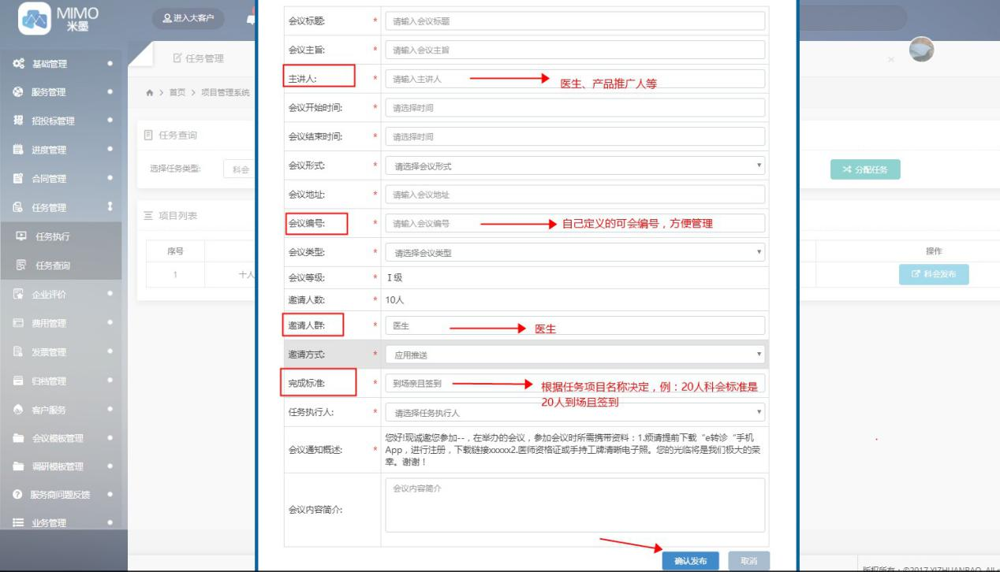 MIMO
米墨
进入大客户
基础管理
服务管理
招投标管理
进度管理
合同管理
任务管理
任务执行
任务查询
企业评价
费用管理
发票管理
归档管理
客户服务
会议模板管理
调研模板管理
服务商问题反馈
业务管理
任务管理
首页 > 项目管理系统
任务查询
选择任务类型: 科会
分配任务
项目列表
序号
操作
1 十人
科会发布
会议标题: * 请输入会议标题
会议主旨: * 请输入会议主旨
主讲人: * 请输入主讲人 医生、产品推广人等
会议开始时间: * 请选择时间
会议结束时间: * 请选择时间
会议形式: * 请选择会议形式
会议地址: * 请输入会议地址
会议编号: * 请输入会议编号 自己定义的可会编号，方便管理
会议类型: * 请选择会议类型
会议等级: * I 级
邀请人数: * 10人
邀请人群: * 医生 医生
邀请方式: * 应用推送
完成标准: * 到场亲且签到 根据任务项目名称决定，例：20人科会标准是
20人到场且签到
任务执行人: * 请选择任务执行人
会议通知概述: * 您好!现诚邀您参加--，在举办的会议，参加会议时所需携带资料：1.烦请提前下载“e转诊“手机
App，进行注册，下载链接xxxxx2.医师资格证或手持工牌清晰电子照。您的光临将是我们极大的荣
幸。谢谢！
会议内容简介: 会议内容简介
确认发布 取消
版权所有：©2017 YIZHUANBAO. All